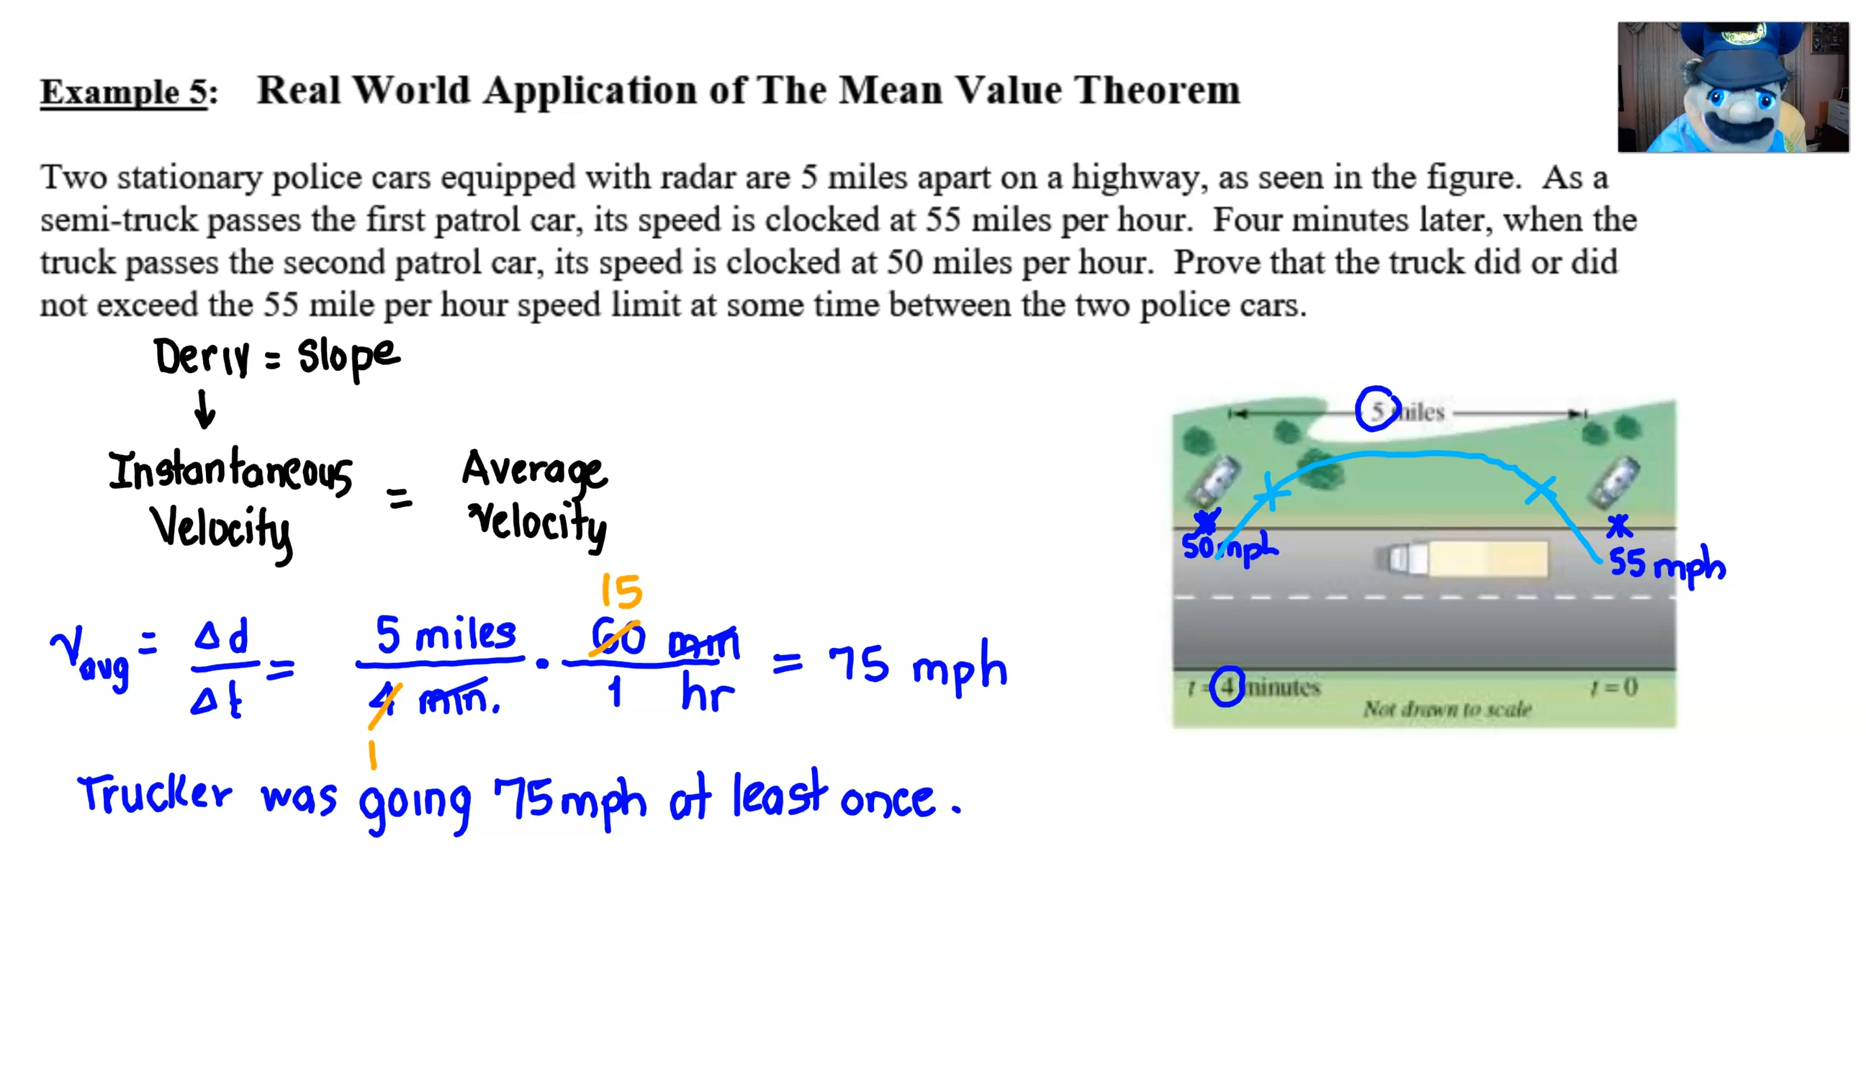 Example 5: Real World Application of The Mean Value Theorem
Two stationary police cars equipped with radar are 5 miles apart on a highway, as seen in the figure. As a
semi-truck passes the first patrol car, its speed is clocked at 55 miles per hour. Four minutes later, when the
truck passes the second patrol car, its speed is clocked at 50 miles per hour. Prove that the truck did or did
not exceed the 55 mile per hour speed limit at some time between the two police cars.
Deriv = Slope
↓
Instantaneous Velocity = Average Velocity
5 miles
50 mph
55 mph
t = 4 minutes
t = 0
Not drawn to scale
15
v avg = Δd / Δt = 5 miles / 4 min. · 60 min / 1 hr = 75 mph
1
Trucker was going 75 mph at least once.